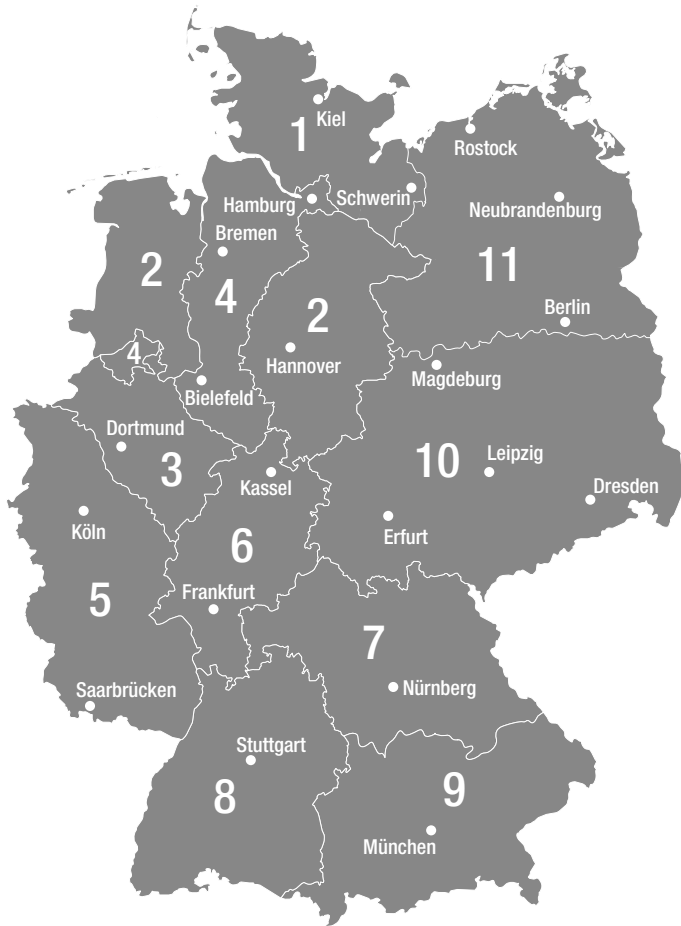 Kiel
1
Rostock
Schwerin
Hamburg
Neubrandenburg
Bremen
2
4
11
2
Berlin
4
Hannover
Magdeburg
Bielefeld
Dortmund
3
10
Leipzig
Kassel
Dresden
Köln
6
Erfurt
Frankfurt
5
7
Saarbrücken
Nürnberg
Stuttgart
8
9
München